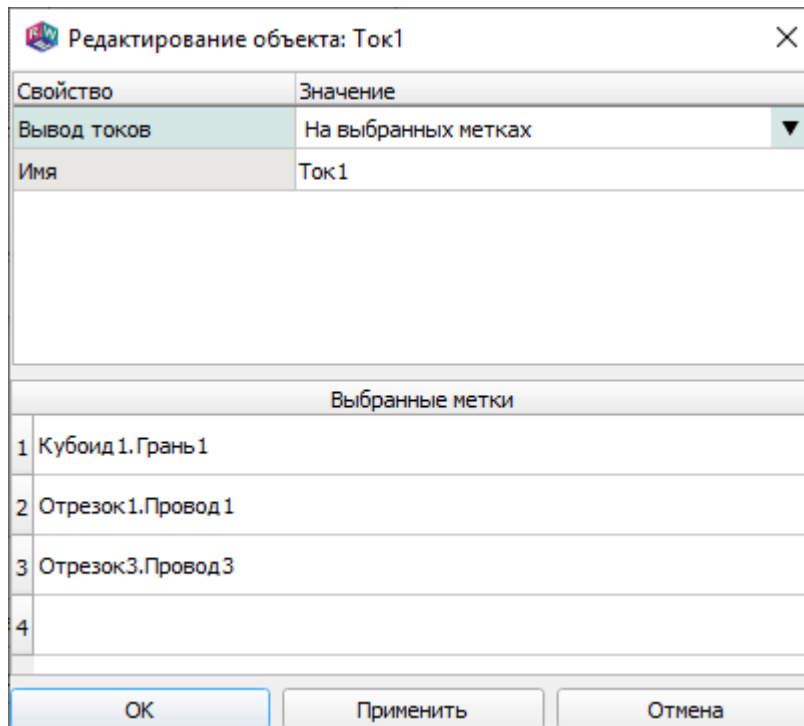 Редактирование объекта: Ток1
Свойство Значение
Вывод токов На выбранных метках
Имя Ток1
Выбранные метки
1 Кубоид1.Грань1
2 Отрезок1.Провод1
3 Отрезок3.Провод3
4
OK Применить Отмена